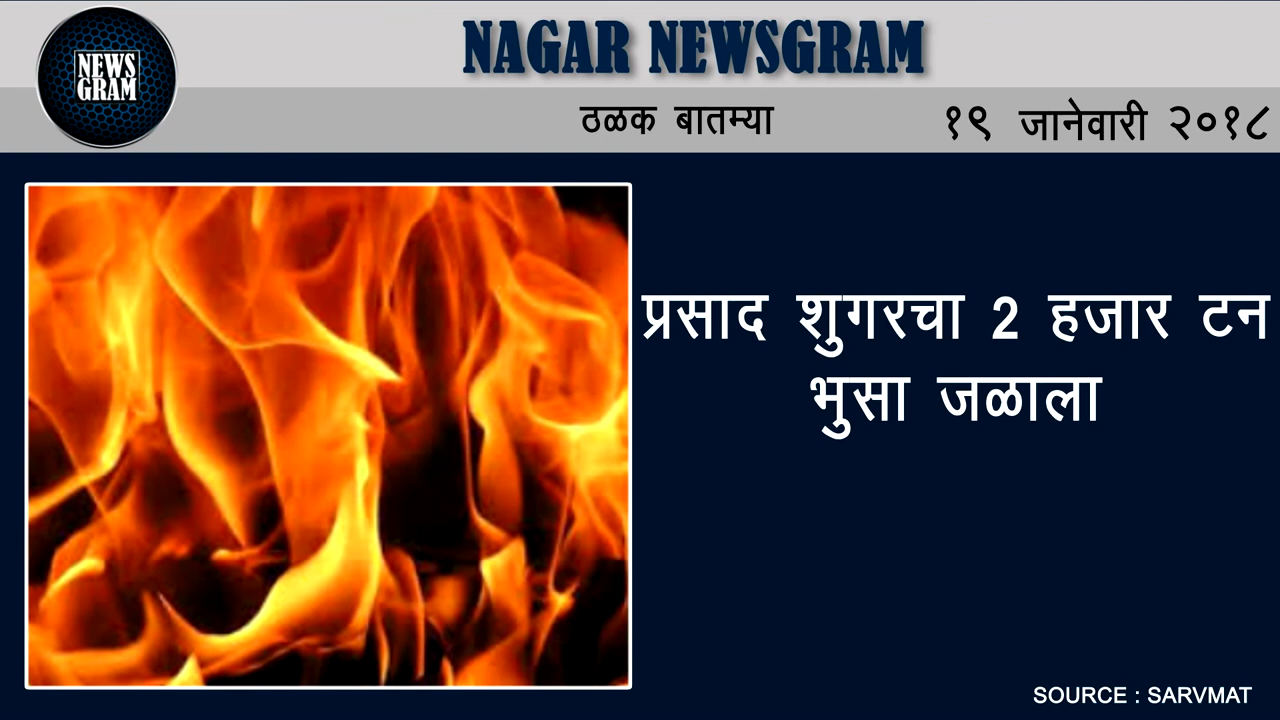 NEWS
GRAM
NAGAR NEWSGRAM
ठळक बातम्या
१९ जानेवारी २०१८
प्रसाद शुगरचा 2 हजार टन
भुसा जळाला
SOURCE : SARVMAT